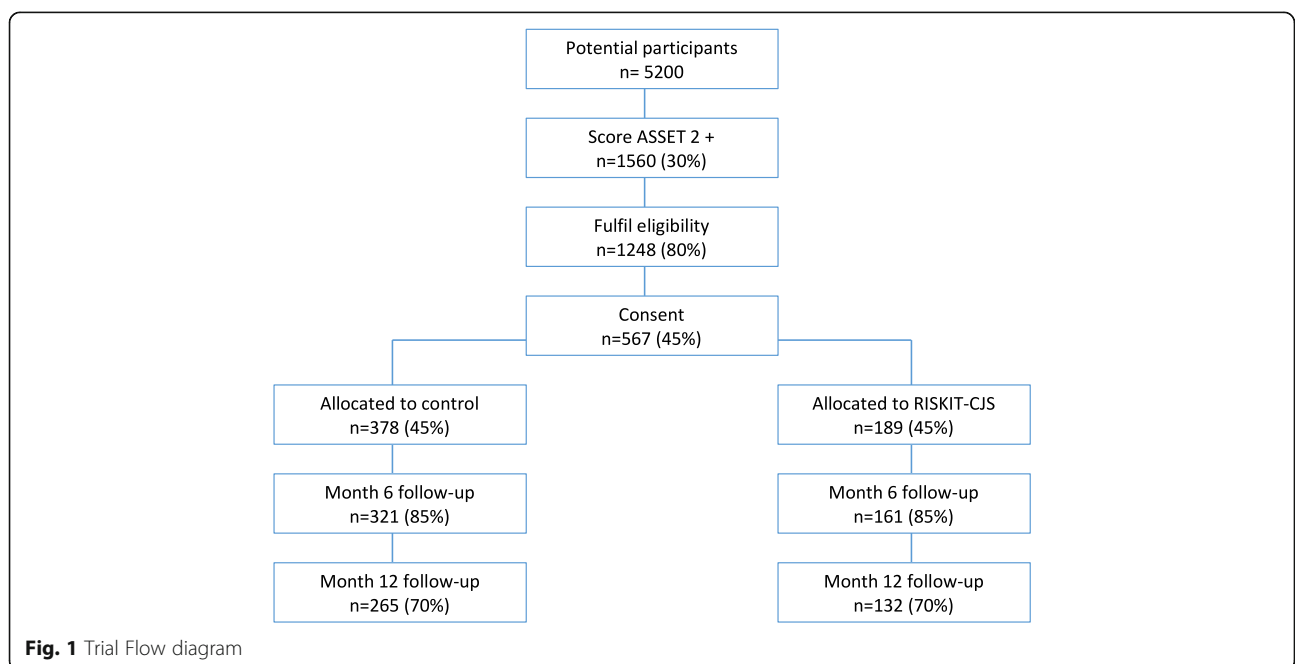 Potential participants
n= 5200
Score ASSET 2 +
n=1560 (30%)
Fulfil eligibility
n=1248 (80%)
Consent
n=567 (45%)
Allocated to control
n=378 (45%)
Allocated to RISKIT-CJS
n=189 (45%)
Month 6 follow-up
n=321 (85%)
Month 6 follow-up
n=161 (85%)
Month 12 follow-up
n=265 (70%)
Month 12 follow-up
n=132 (70%)
Fig. 1 Trial Flow diagram